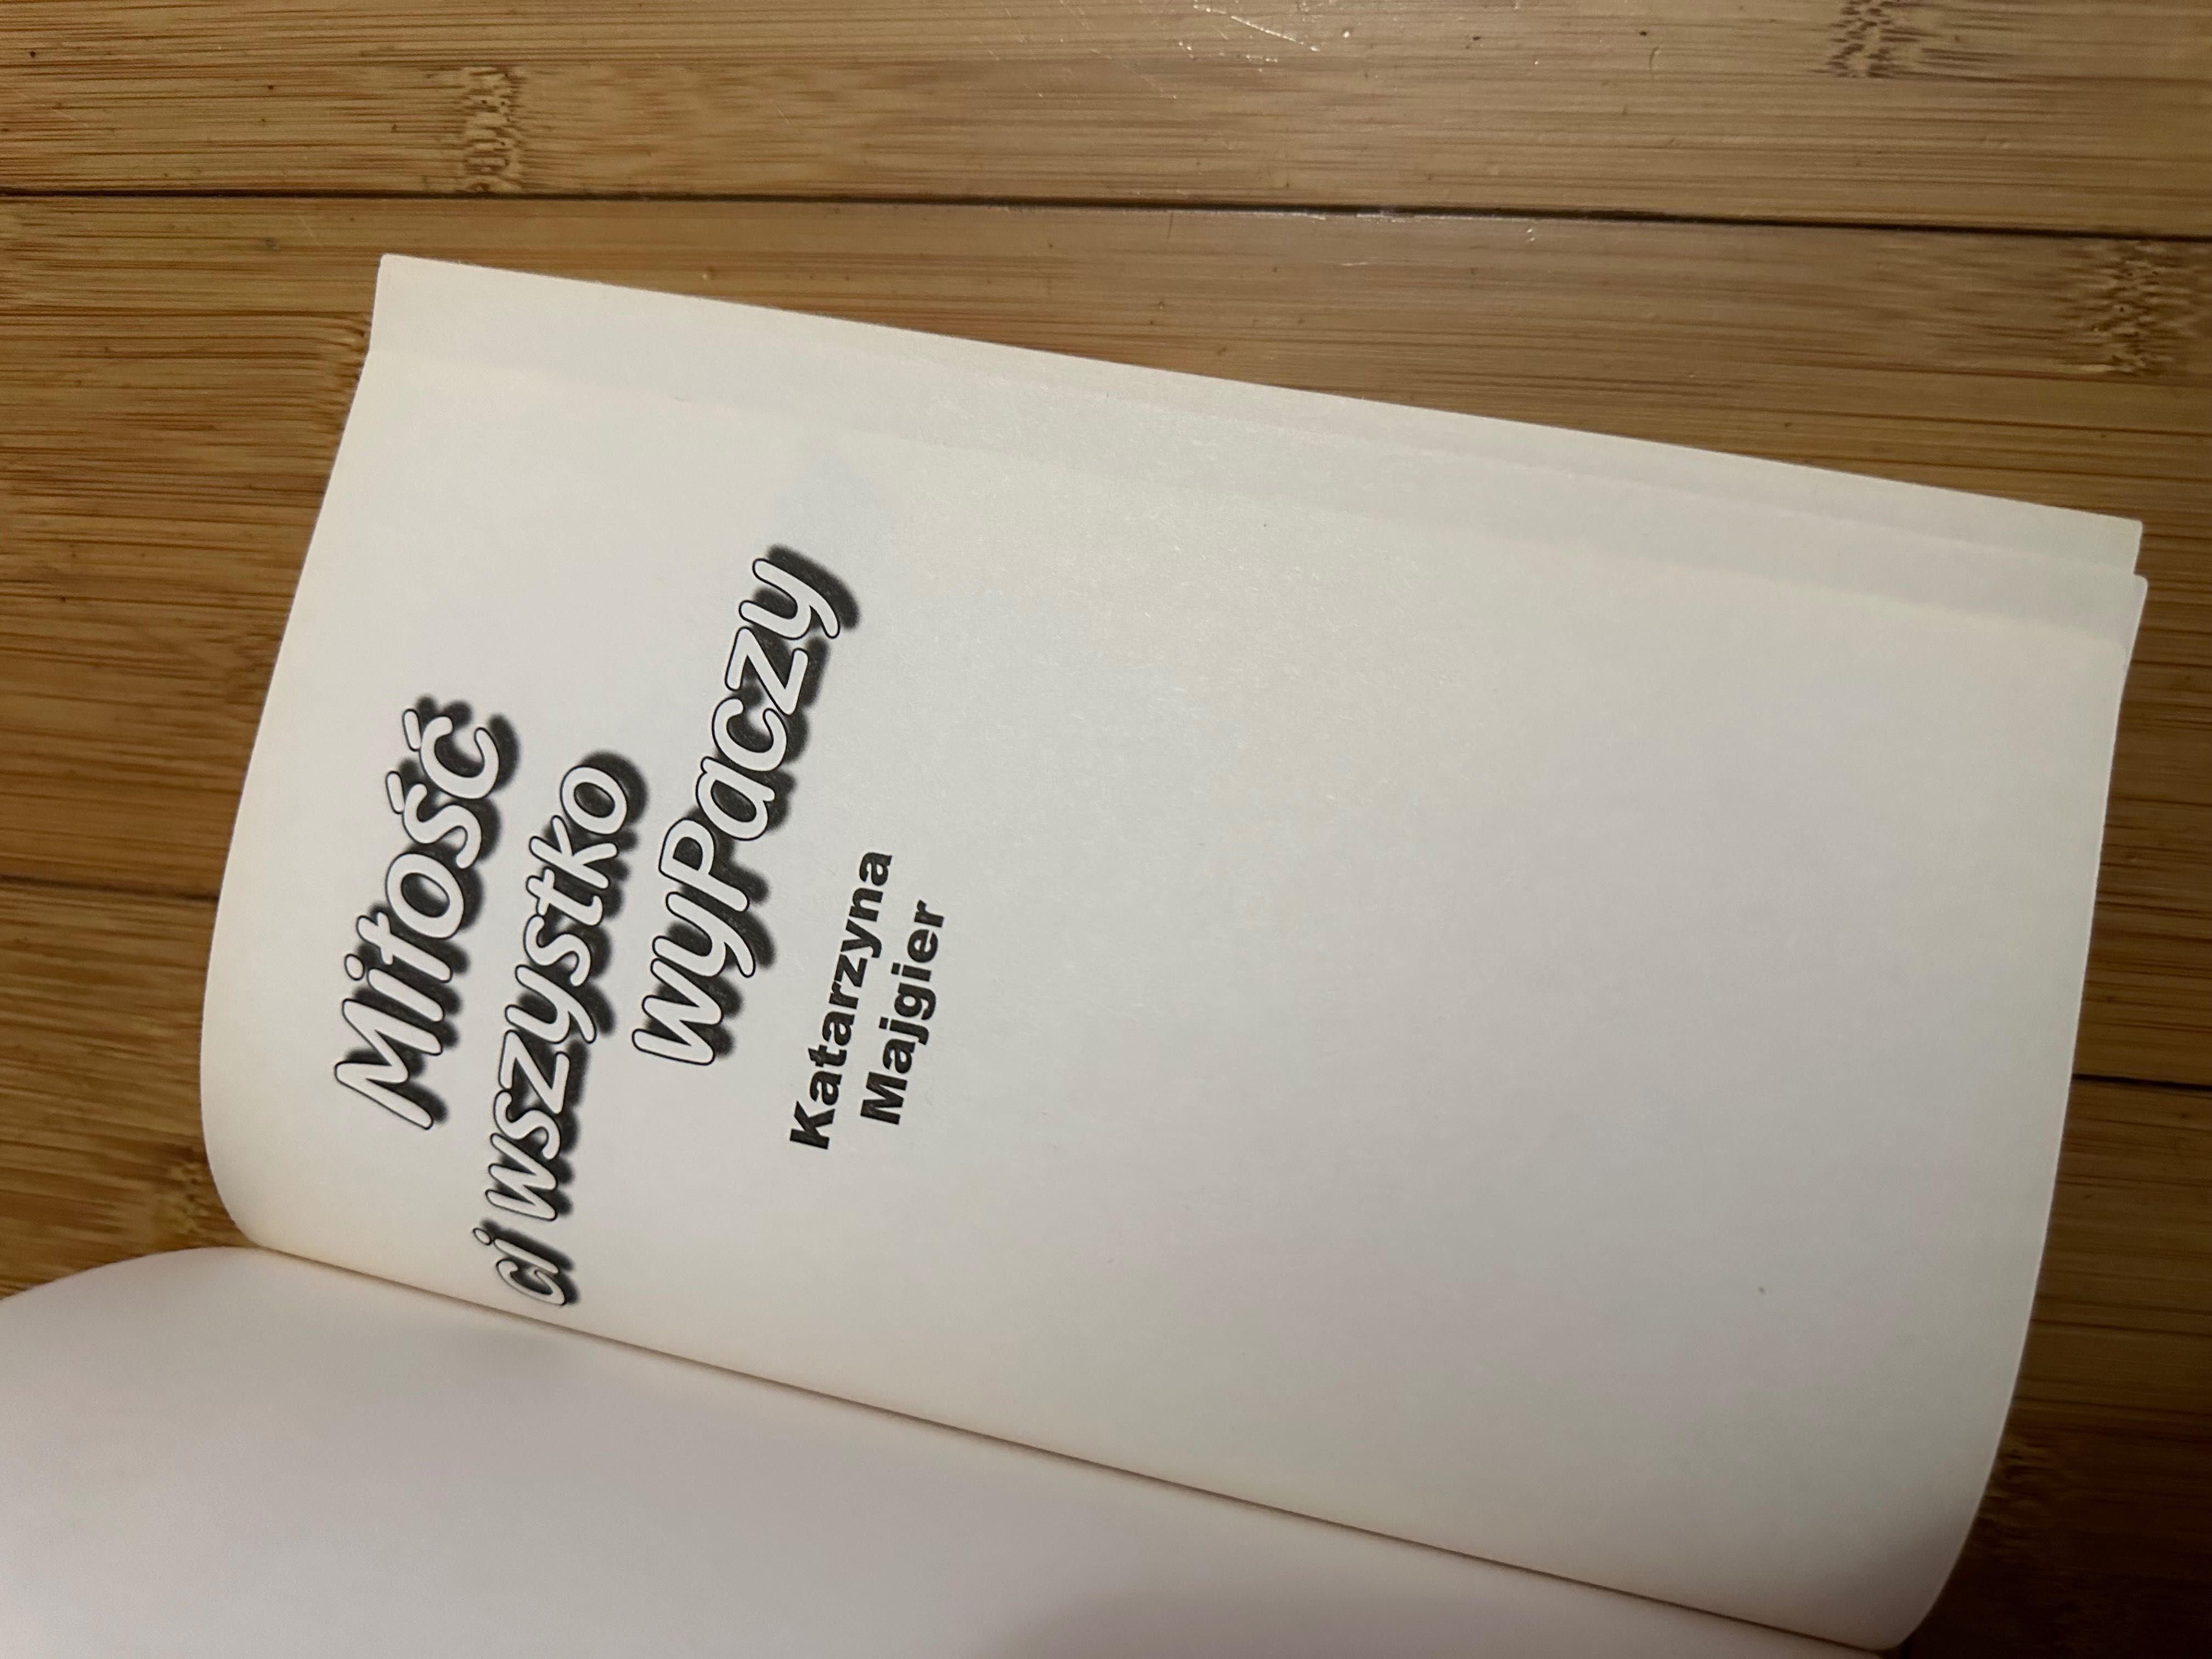 Miłość
ci wszystko
wyPaczy
Katarzyna
Majgier